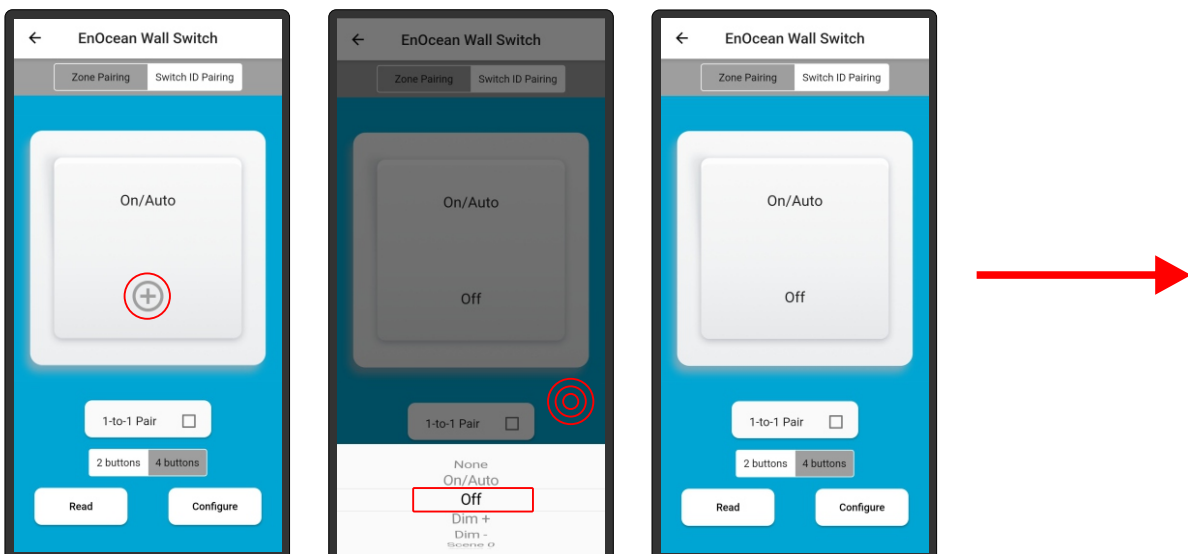 EnOcean Wall Switch
Zone Pairing Switch ID Pairing
On/Auto
1-to-1 Pair
2 buttons 4 buttons
Read Configure
EnOcean Wall Switch
Zone Pairing Switch ID Pairing
On/Auto
Off
1-to-1 Pair
None
On/Auto
Off
Dim +
Dim -
Scene 0
EnOcean Wall Switch
Zone Pairing Switch ID Pairing
On/Auto
Off
1-to-1 Pair
2 buttons 4 buttons
Read Configure